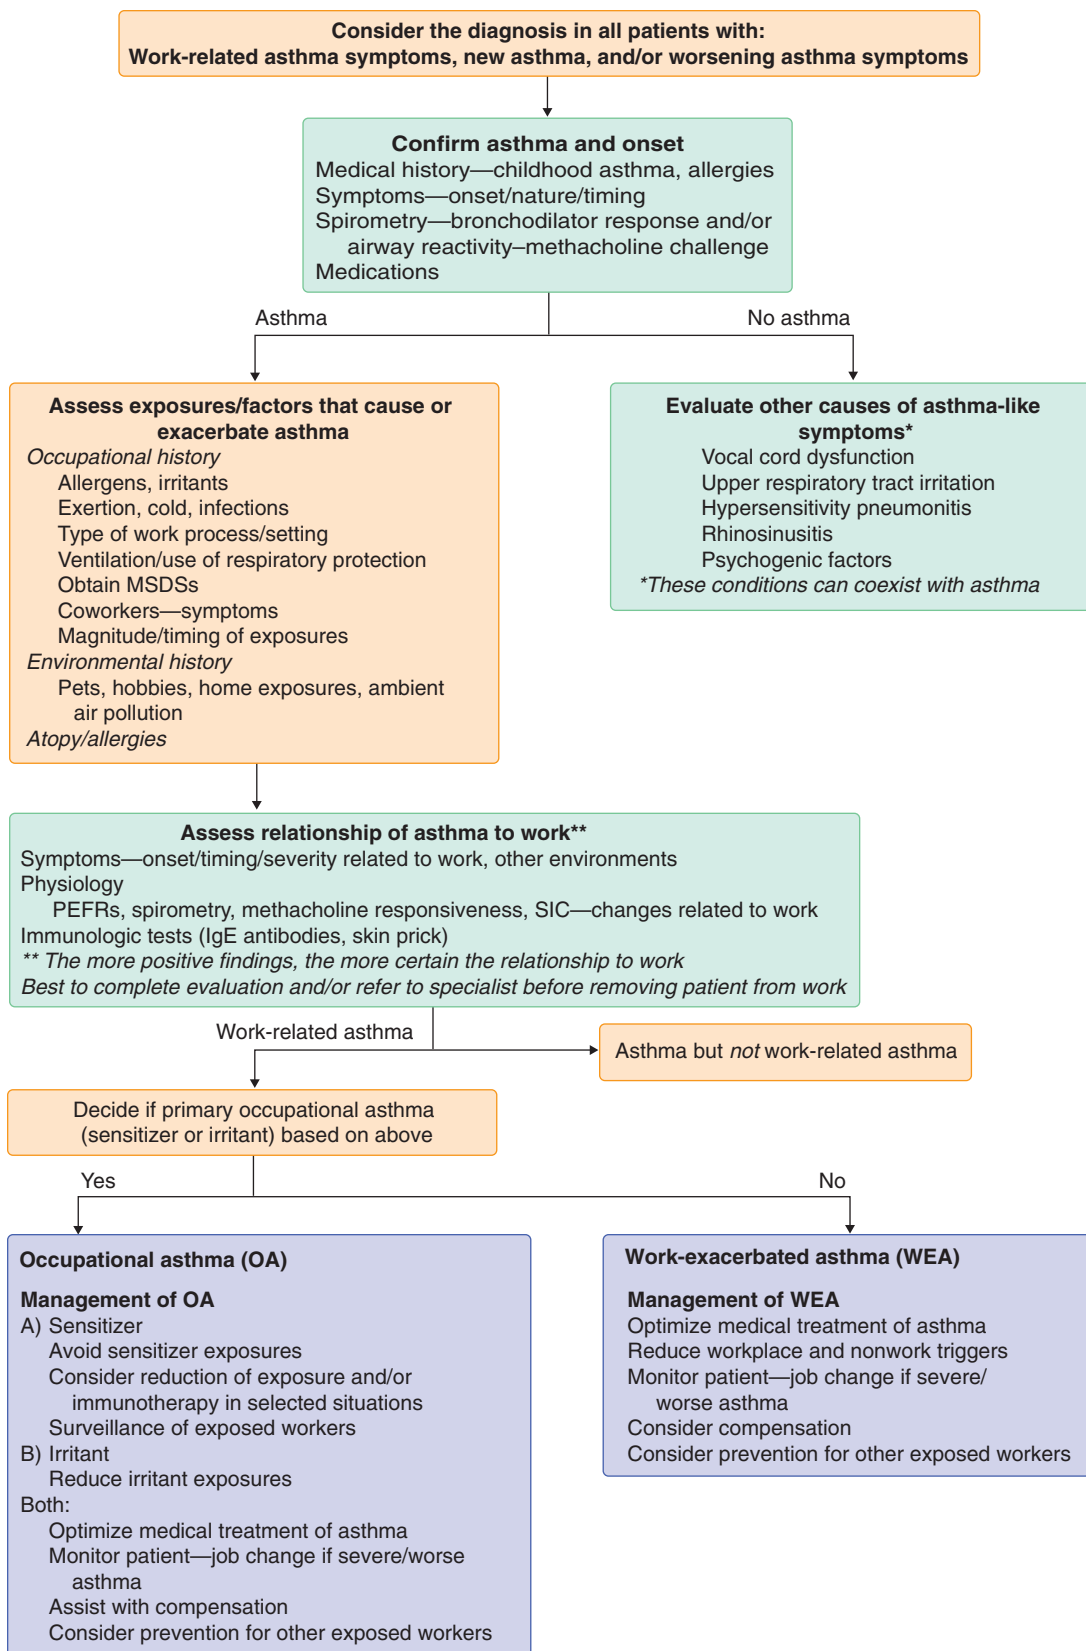 Consider the diagnosis in all patients with:
Work-related asthma symptoms, new asthma, and/or worsening asthma symptoms
Confirm asthma and onset
Medical history—childhood asthma, allergies
Symptoms—onset/nature/timing
Spirometry—bronchodilator response and/or
airway reactivity–methacholine challenge
Medications
Asthma
No asthma
Assess exposures/factors that cause or
exacerbate asthma
Occupational history
Allergens, irritants
Exertion, cold, infections
Type of work process/setting
Ventilation/use of respiratory protection
Obtain MSDSs
Coworkers—symptoms
Magnitude/timing of exposures
Environmental history
Pets, hobbies, home exposures, ambient
air pollution
Atopy/allergies
Evaluate other causes of asthma-like
symptoms*
Vocal cord dysfunction
Upper respiratory tract irritation
Hypersensitivity pneumonitis
Rhinosinusitis
Psychogenic factors
*These conditions can coexist with asthma
Assess relationship of asthma to work**
Symptoms—onset/timing/severity related to work, other environments
Physiology
PEFRs, spirometry, methacholine responsiveness, SIC—changes related to work
Immunologic tests (IgE antibodies, skin prick)
** The more positive findings, the more certain the relationship to work
Best to complete evaluation and/or refer to specialist before removing patient from work
Work-related asthma
Asthma but not work-related asthma
Decide if primary occupational asthma
(sensitizer or irritant) based on above
Yes
No
Occupational asthma (OA)
Management of OA
A) Sensitizer
Avoid sensitizer exposures
Consider reduction of exposure and/or
immunotherapy in selected situations
Surveillance of exposed workers
B) Irritant
Reduce irritant exposures
Both:
Optimize medical treatment of asthma
Monitor patient—job change if severe/worse
asthma
Assist with compensation
Consider prevention for other exposed workers
Work-exacerbated asthma (WEA)
Management of WEA
Optimize medical treatment of asthma
Reduce workplace and nonwork triggers
Monitor patient—job change if severe/
worse asthma
Consider compensation
Consider prevention for other exposed workers